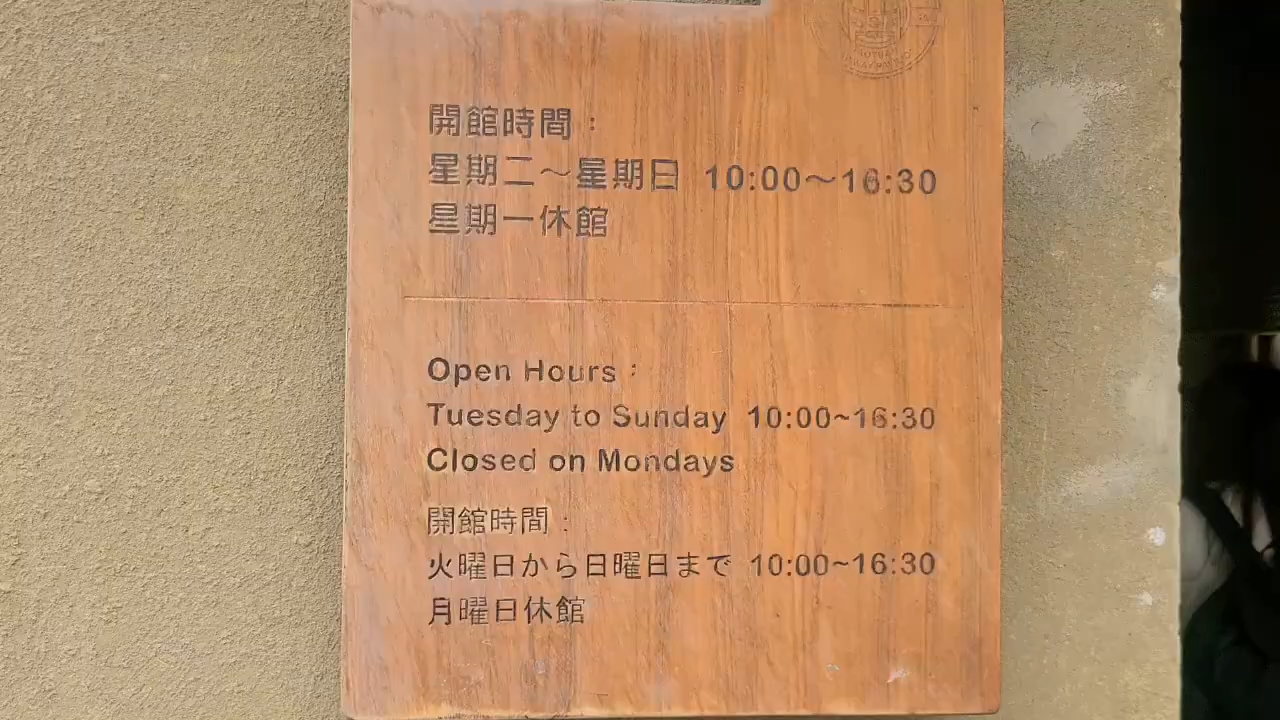 開館時間：
星期二～星期日 10:00～16:30
星期一休館
Open Hours：
Tuesday to Sunday 10:00~16:30
Closed on Mondays
開館時間：
火曜日から日曜日まで 10:00~16:30
月曜日休館